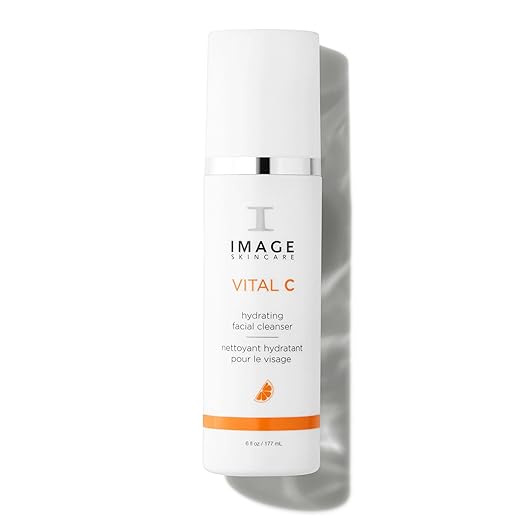 I
IMAGE
SKINCARE
VITAL C
hydrating
facial cleanser
nettoyant hydratant
pour le visage
6 fl oz / 177 mL